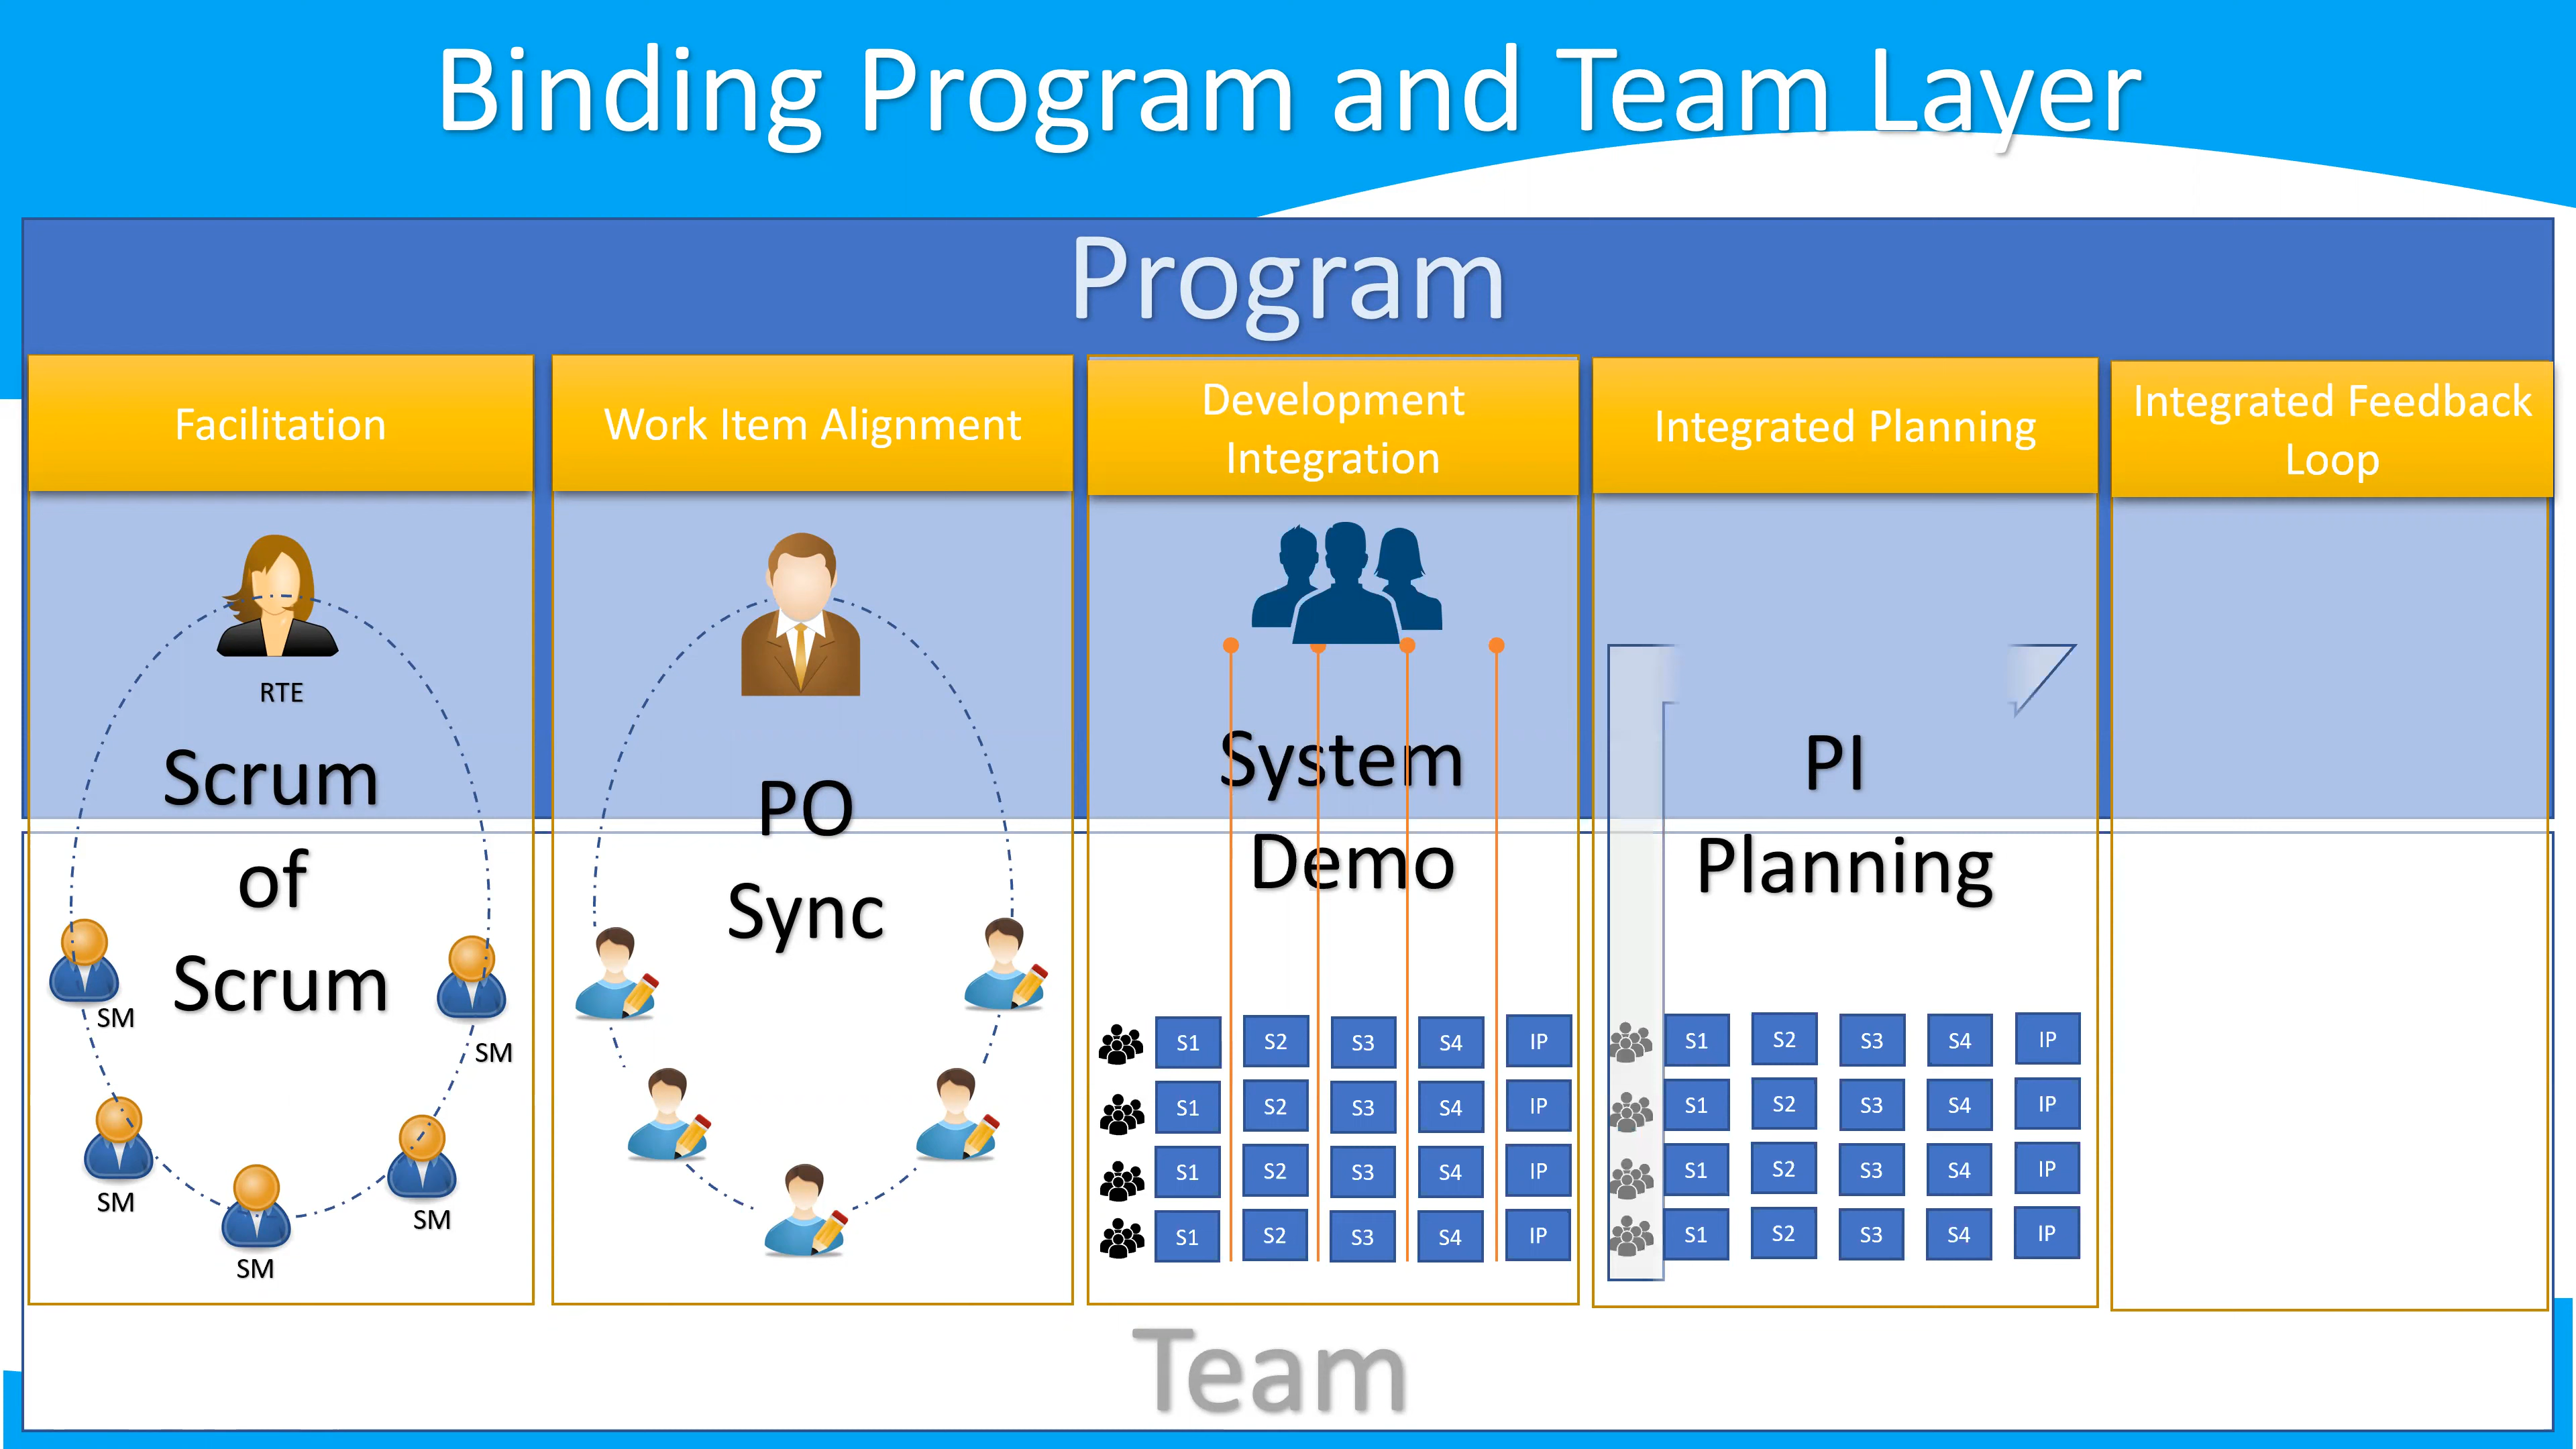 Binding Program and Team Layer
Program
Facilitation
Work Item Alignment
Development
Integration
Integrated Planning
Integrated Feedback
Loop
RTE
Scrum
of
Scrum
SM
SM
SM
SM
SM
PO
Sync
System
Demo
S1 S2 S3 S4 IP
S1 S2 S3 S4 IP
S1 S2 S3 S4 IP
S1 S2 S3 S4 IP
PI
Planning
S1 S2 S3 S4 IP
S1 S2 S3 S4 IP
S1 S2 S3 S4 IP
S1 S2 S3 S4 IP
Team